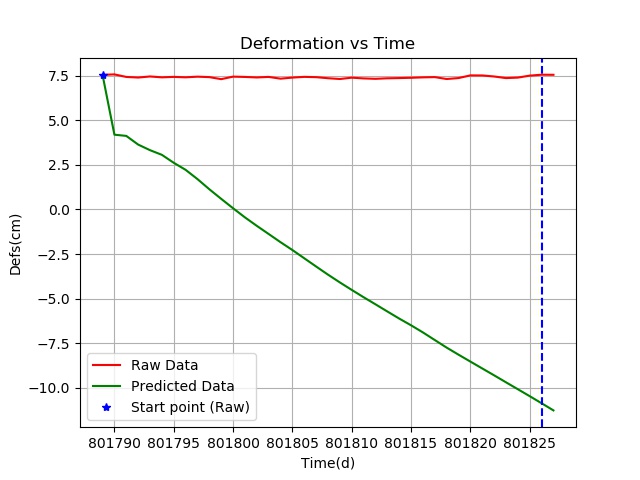 Deformation vs Time
Defs(cm)
7.5
5.0
2.5
0.0
−2.5
−5.0
−7.5
−10.0
Raw Data
Predicted Data
Start point (Raw)
801790 801795 801800 801805 801810 801815 801820 801825
Time(d)